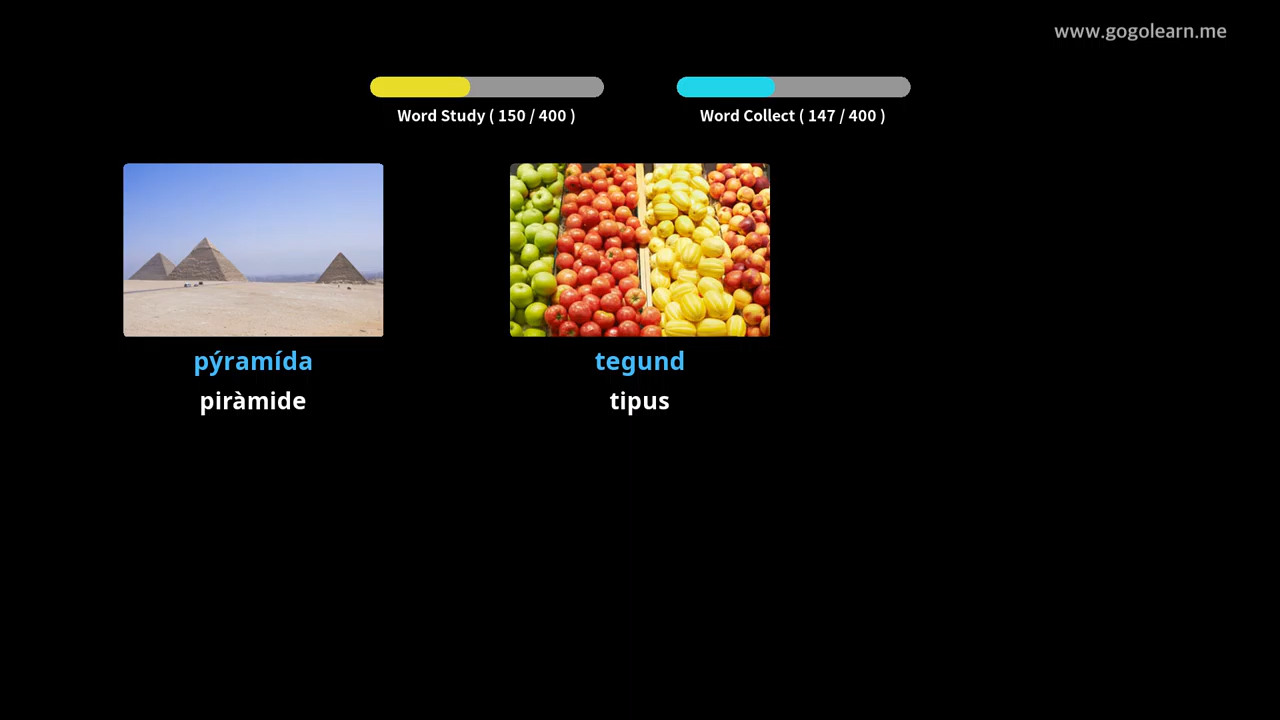 www.gogolearn.me
Word Study ( 150 / 400 )
Word Collect ( 147 / 400 )
pýramída
piràmide
tegund
tipus